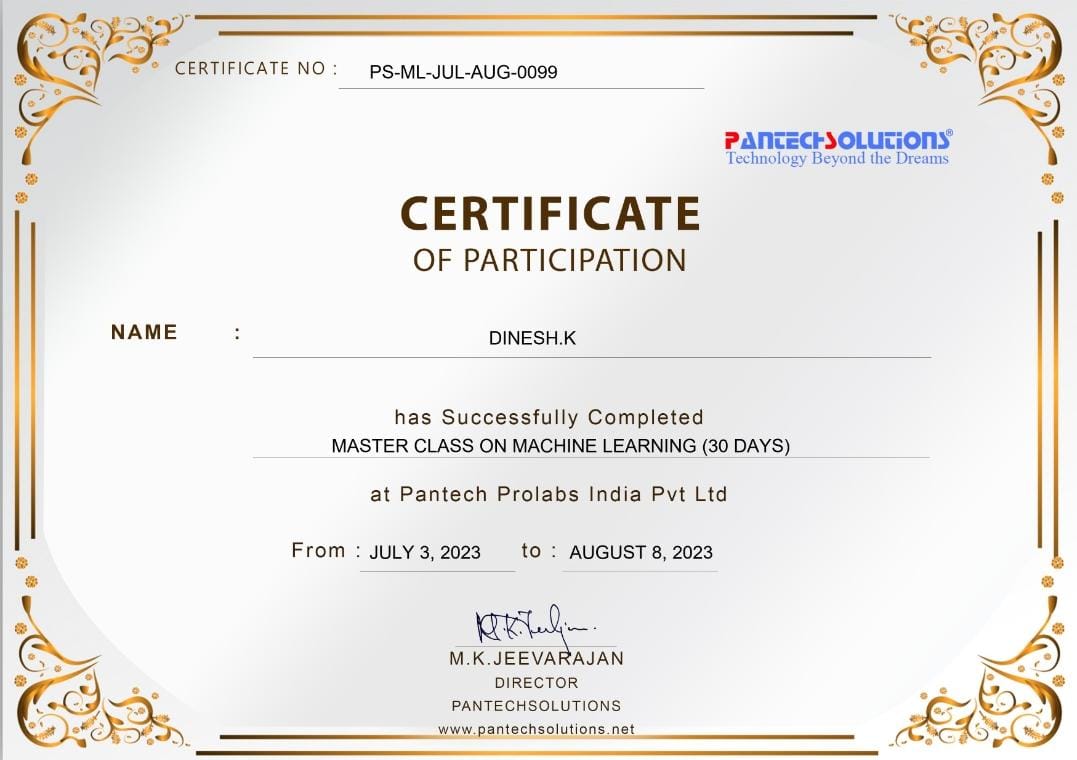 CERTIFICATE NO : PS-ML-JUL-AUG-0099
PANTECHSOLUTIONS®
Technology Beyond the Dreams
CERTIFICATE
OF PARTICIPATION
NAME : DINESH.K
has Successfully Completed
MASTER CLASS ON MACHINE LEARNING (30 DAYS)
at Pantech Prolabs India Pvt Ltd
From : JULY 3, 2023 to : AUGUST 8, 2023
M.K.JEEVARAJAN
DIRECTOR
PANTECHSOLUTIONS
www.pantechsolutions.net